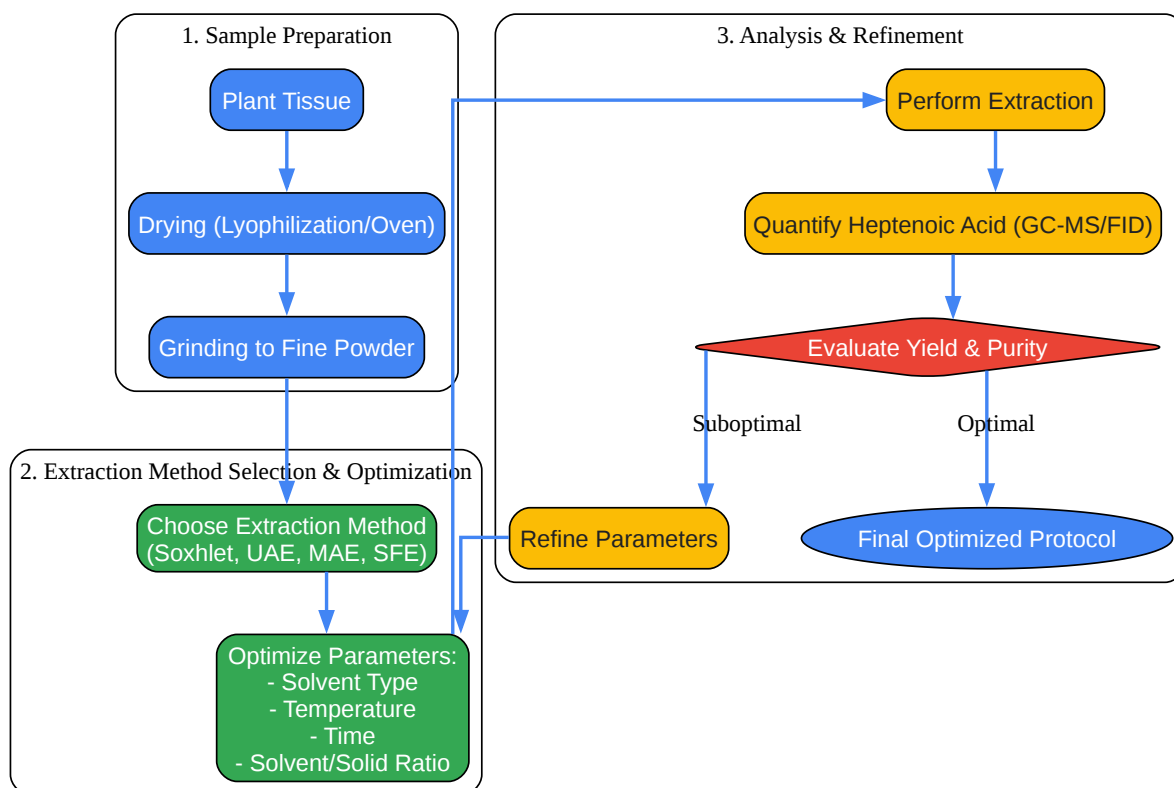 1. Sample Preparation
Plant Tissue
Drying (Lyophilization/Oven)
Grinding to Fine Powder
2. Extraction Method Selection & Optimization
Choose Extraction Method
(Soxhlet, UAE, MAE, SFE)
Optimize Parameters:
- Solvent Type
- Temperature
- Time
- Solvent/Solid Ratio
3. Analysis & Refinement
Perform Extraction
Quantify Heptenoic Acid (GC-MS/FID)
Evaluate Yield & Purity
Suboptimal
Optimal
Refine Parameters
Final Optimized Protocol